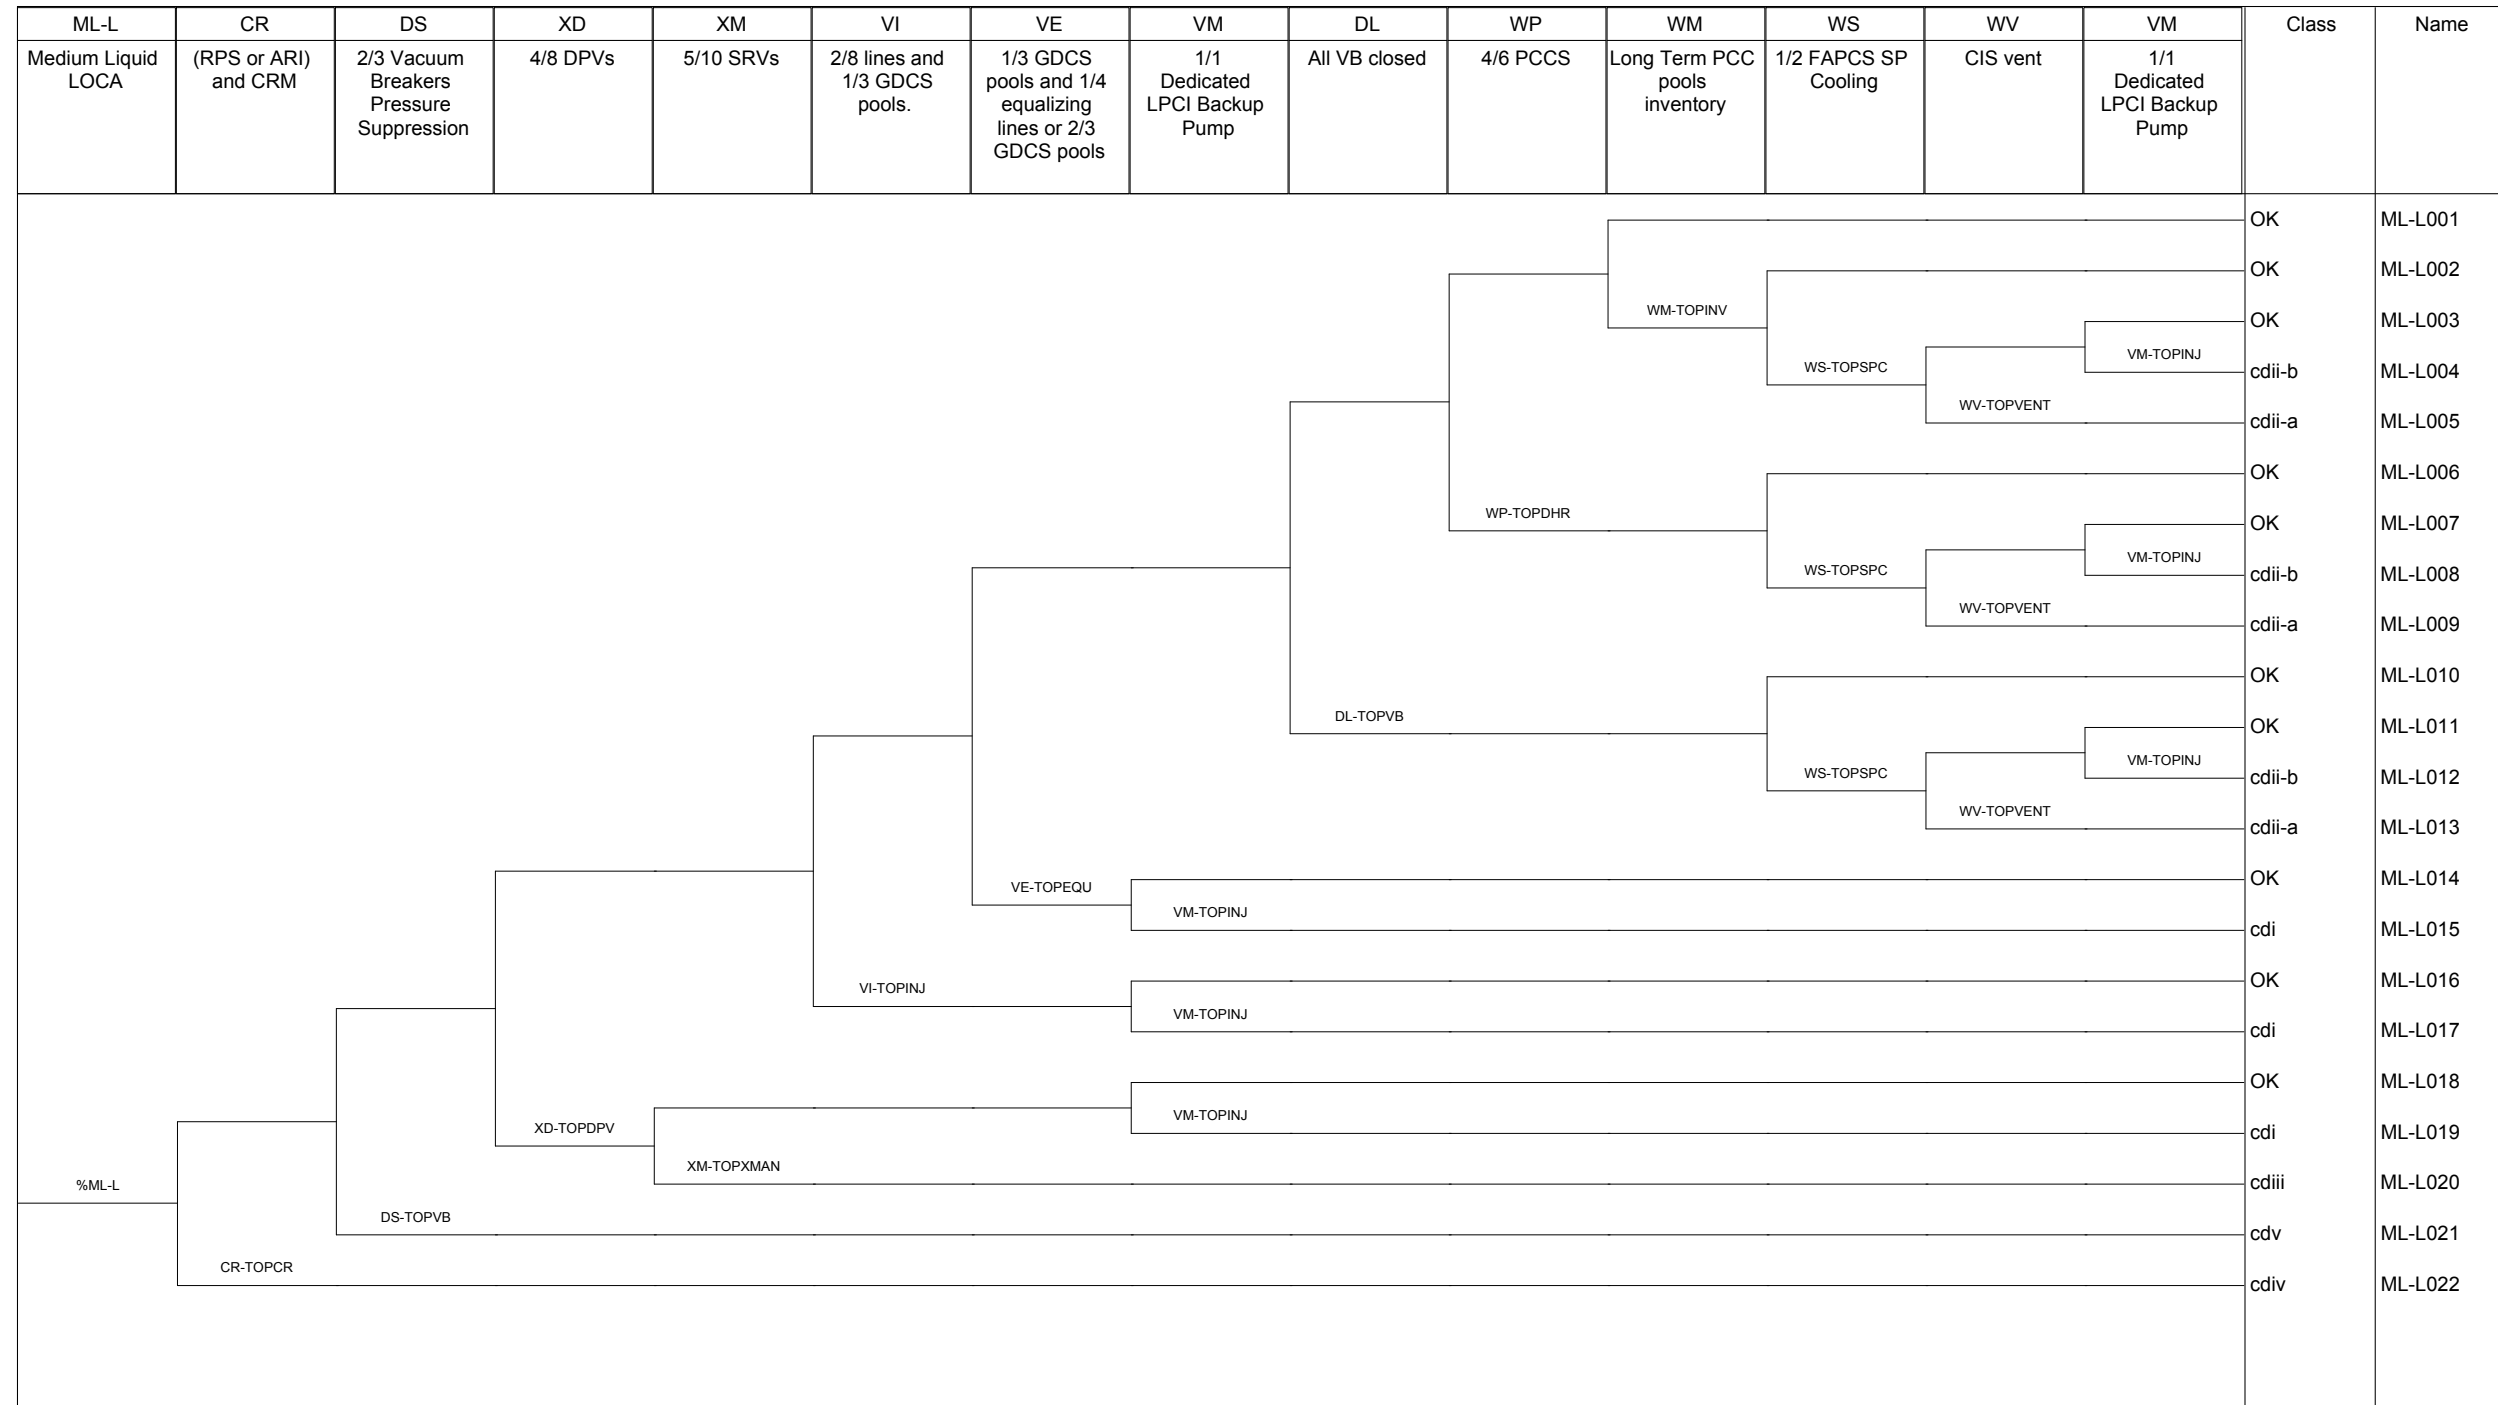 ML-L CR DS XD XM VI VE VM DL WP WM WS WV VM Class Name
Medium Liquid LOCA
(RPS or ARI) and CRM
2/3 Vacuum Breakers Pressure Suppression
4/8 DPVs
5/10 SRVs
2/8 lines and 1/3 GDCS pools.
1/3 GDCS pools and 1/4 equalizing lines or 2/3 GDCS pools
1/1 Dedicated LPCI Backup Pump
All VB closed
4/6 PCCS
Long Term PCC pools inventory
1/2 FAPCS SP Cooling
CIS vent
1/1 Dedicated LPCI Backup Pump
OK ML-L001
OK ML-L002
WM-TOPINV
OK ML-L003
VM-TOPINJ
WS-TOPSPC
cdii-b ML-L004
WV-TOPVENT
cdii-a ML-L005
OK ML-L006
WP-TOPDHR
OK ML-L007
VM-TOPINJ
WS-TOPSPC
cdii-b ML-L008
WV-TOPVENT
cdii-a ML-L009
OK ML-L010
DL-TOPVB
OK ML-L011
VM-TOPINJ
WS-TOPSPC
cdii-b ML-L012
WV-TOPVENT
cdii-a ML-L013
OK ML-L014
VE-TOPEQU
VM-TOPINJ
cdi ML-L015
OK ML-L016
VI-TOPINJ
VM-TOPINJ
cdi ML-L017
OK ML-L018
VM-TOPINJ
XD-TOPDPV
cdi ML-L019
XM-TOPXMAN
%ML-L
cdiii ML-L020
DS-TOPVB
cdv ML-L021
CR-TOPCR
cdiv ML-L022